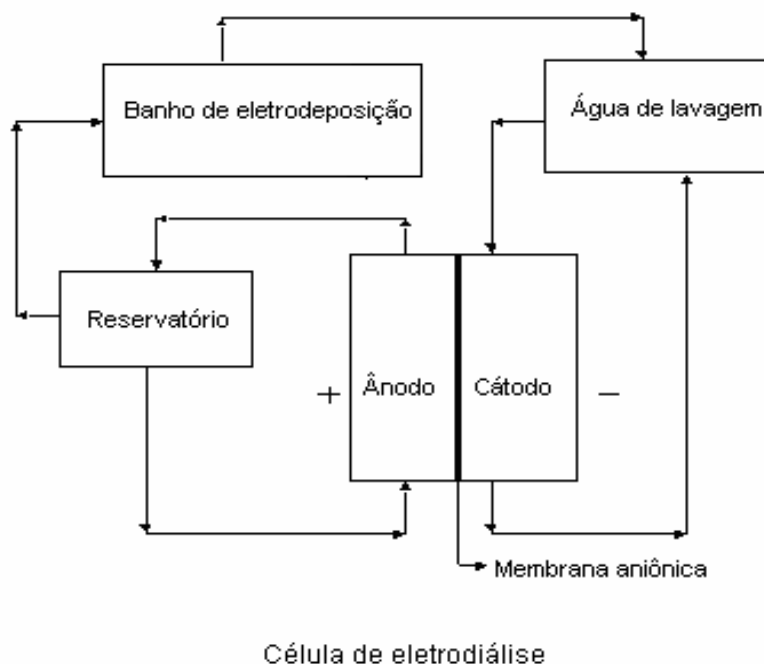 Banho de eletrodeposição
Água de lavagem
Reservatório
+
Ânodo
Cátodo
−
Membrana aniônica
Célula de eletrodiálise